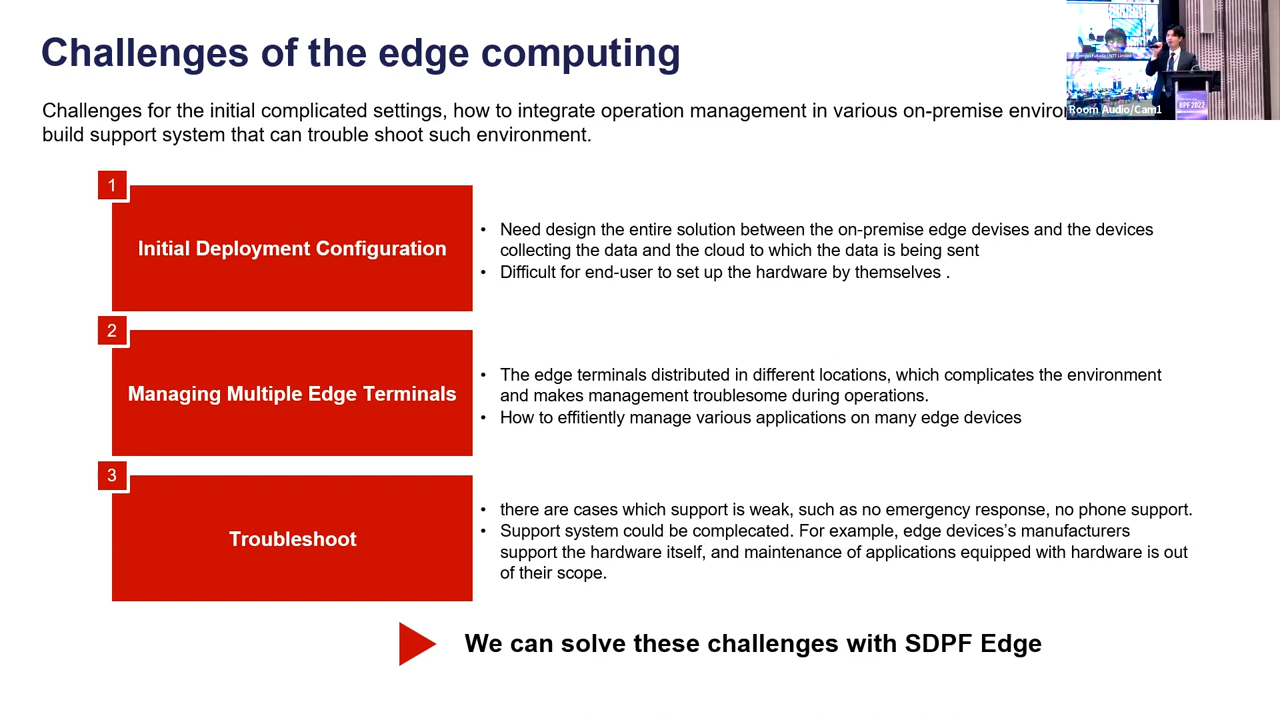 Challenges of the edge computing
Challenges for the initial complicated settings, how to integrate operation management in various on-premise
build support system that can trouble shoot such environment.
1
Initial Deployment Configuration
• Need design the entire solution between the on-premise edge devises and the devices
collecting the data and the cloud to which the data is being sent
• Difficult for end-user to set up the hardware by themselves .
2
Managing Multiple Edge Terminals
• The edge terminals distributed in different locations, which complicates the environment
and makes management troublesome during operations.
• How to effitiently manage various applications on many edge devices
3
Troubleshoot
• there are cases which support is weak, such as no emergency response, no phone support.
• Support system could be complecated. For example, edge devices's manufacturers
support the hardware itself, and maintenance of applications equipped with hardware is out
of their scope.
We can solve these challenges with SDPF Edge
Room Audio/Cam1
BPF 2022